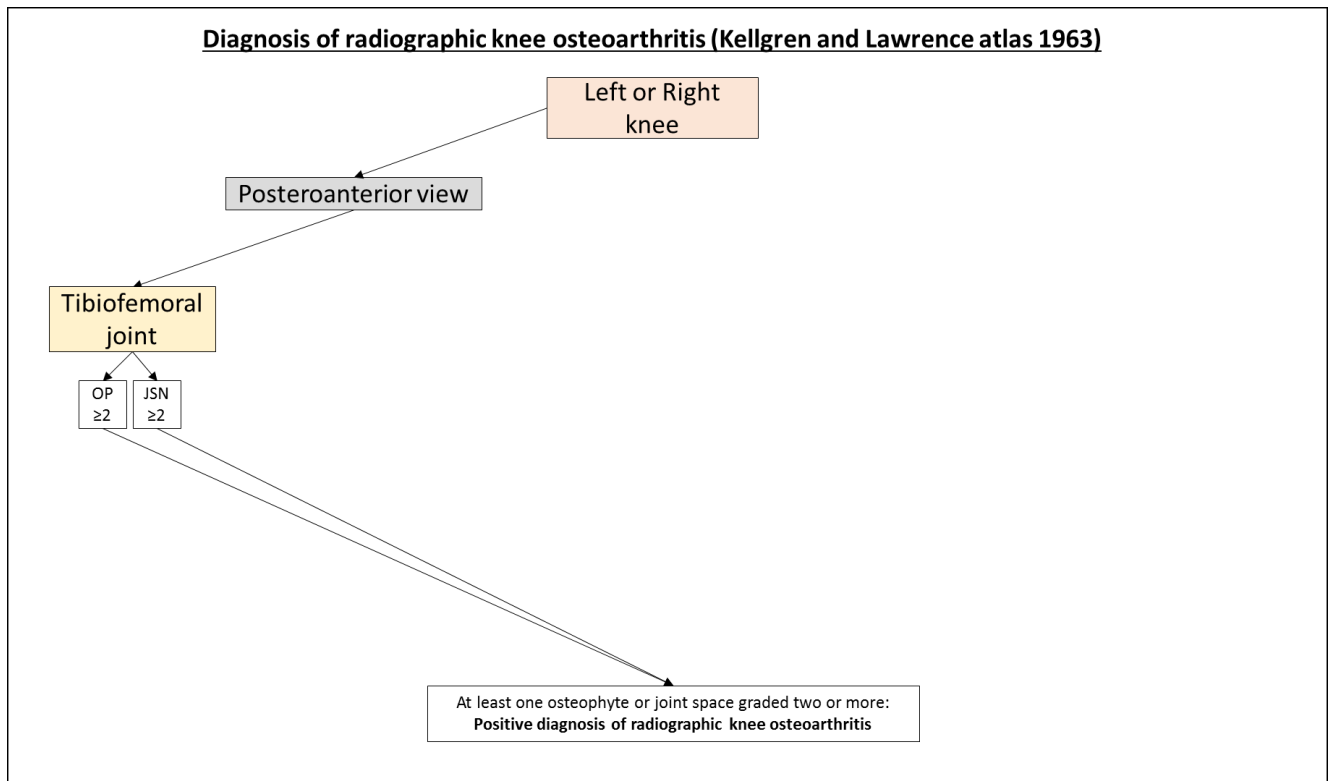 Diagnosis of radiographic knee osteoarthritis (Kellgren and Lawrence atlas 1963)
Left or Right
knee
Posteroanterior view
Tibiofemoral
joint
OP
≥2
JSN
≥2
At least one osteophyte or joint space graded two or more:
Positive diagnosis of radiographic knee osteoarthritis